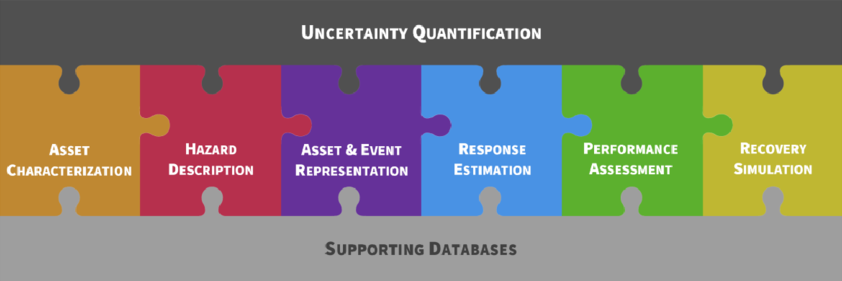 UNCERTAINTY QUANTIFICATION
ASSET
CHARACTERIZATION
HAZARD
DESCRIPTION
ASSET & EVENT
REPRESENTATION
RESPONSE
ESTIMATION
PERFORMANCE
ASSESSMENT
RECOVERY
SIMULATION
SUPPORTING DATABASES